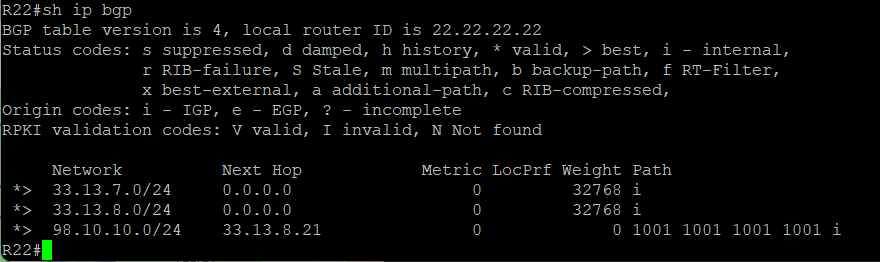 R22#sh ip bgp
BGP table version is 4, local router ID is 22.22.22.22
Status codes: s suppressed, d damped, h history, * valid, > best, i - internal,
              r RIB-failure, S Stale, m multipath, b backup-path, f RT-Filter,
              x best-external, a additional-path, c RIB-compressed,
Origin codes: i - IGP, e - EGP, ? - incomplete
RPKI validation codes: V valid, I invalid, N Not found

     Network          Next Hop            Metric LocPrf Weight Path
 *>  33.13.7.0/24     0.0.0.0                  0         32768 i
 *>  33.13.8.0/24     0.0.0.0                  0         32768 i
 *>  98.10.10.0/24    33.13.8.21               0             0 1001 1001 1001 1001 i
R22#